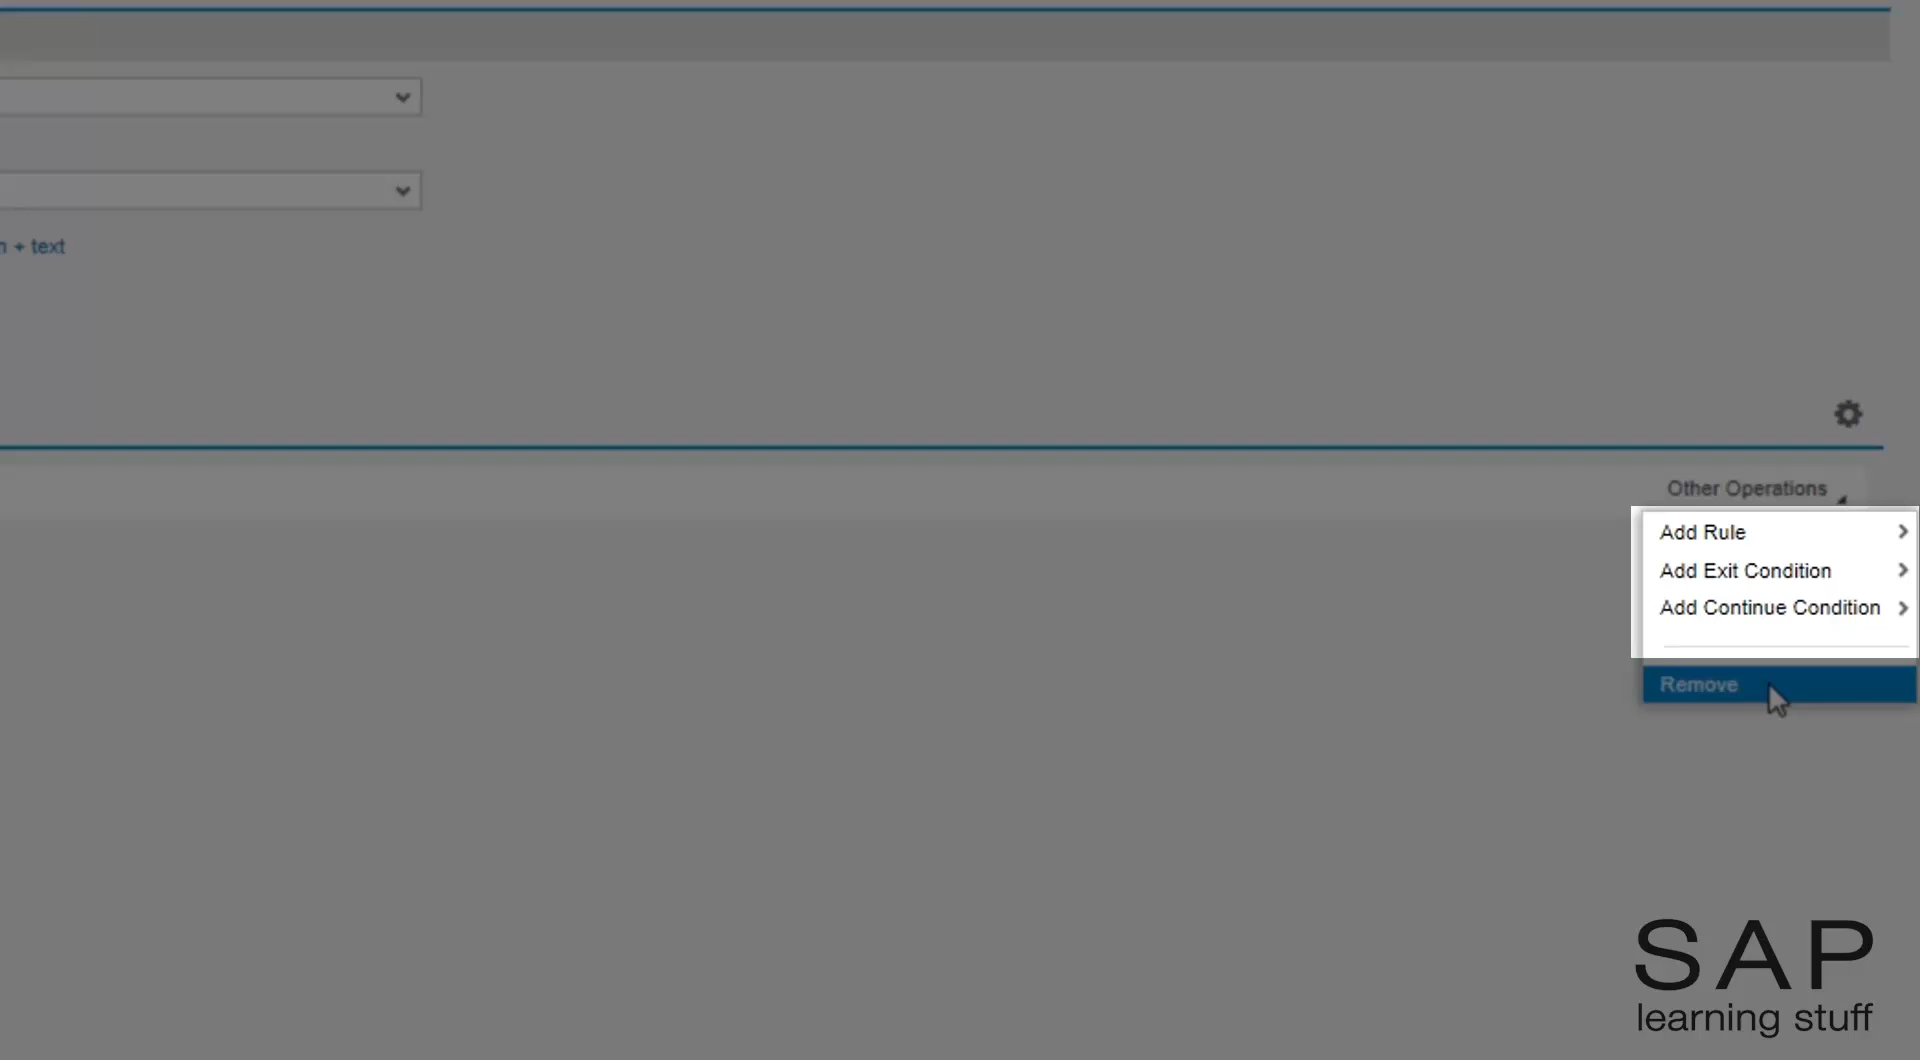 + text
Other Operations
Add Rule
Add Exit Condition
Add Continue Condition
Remove
SAP
learning stuff